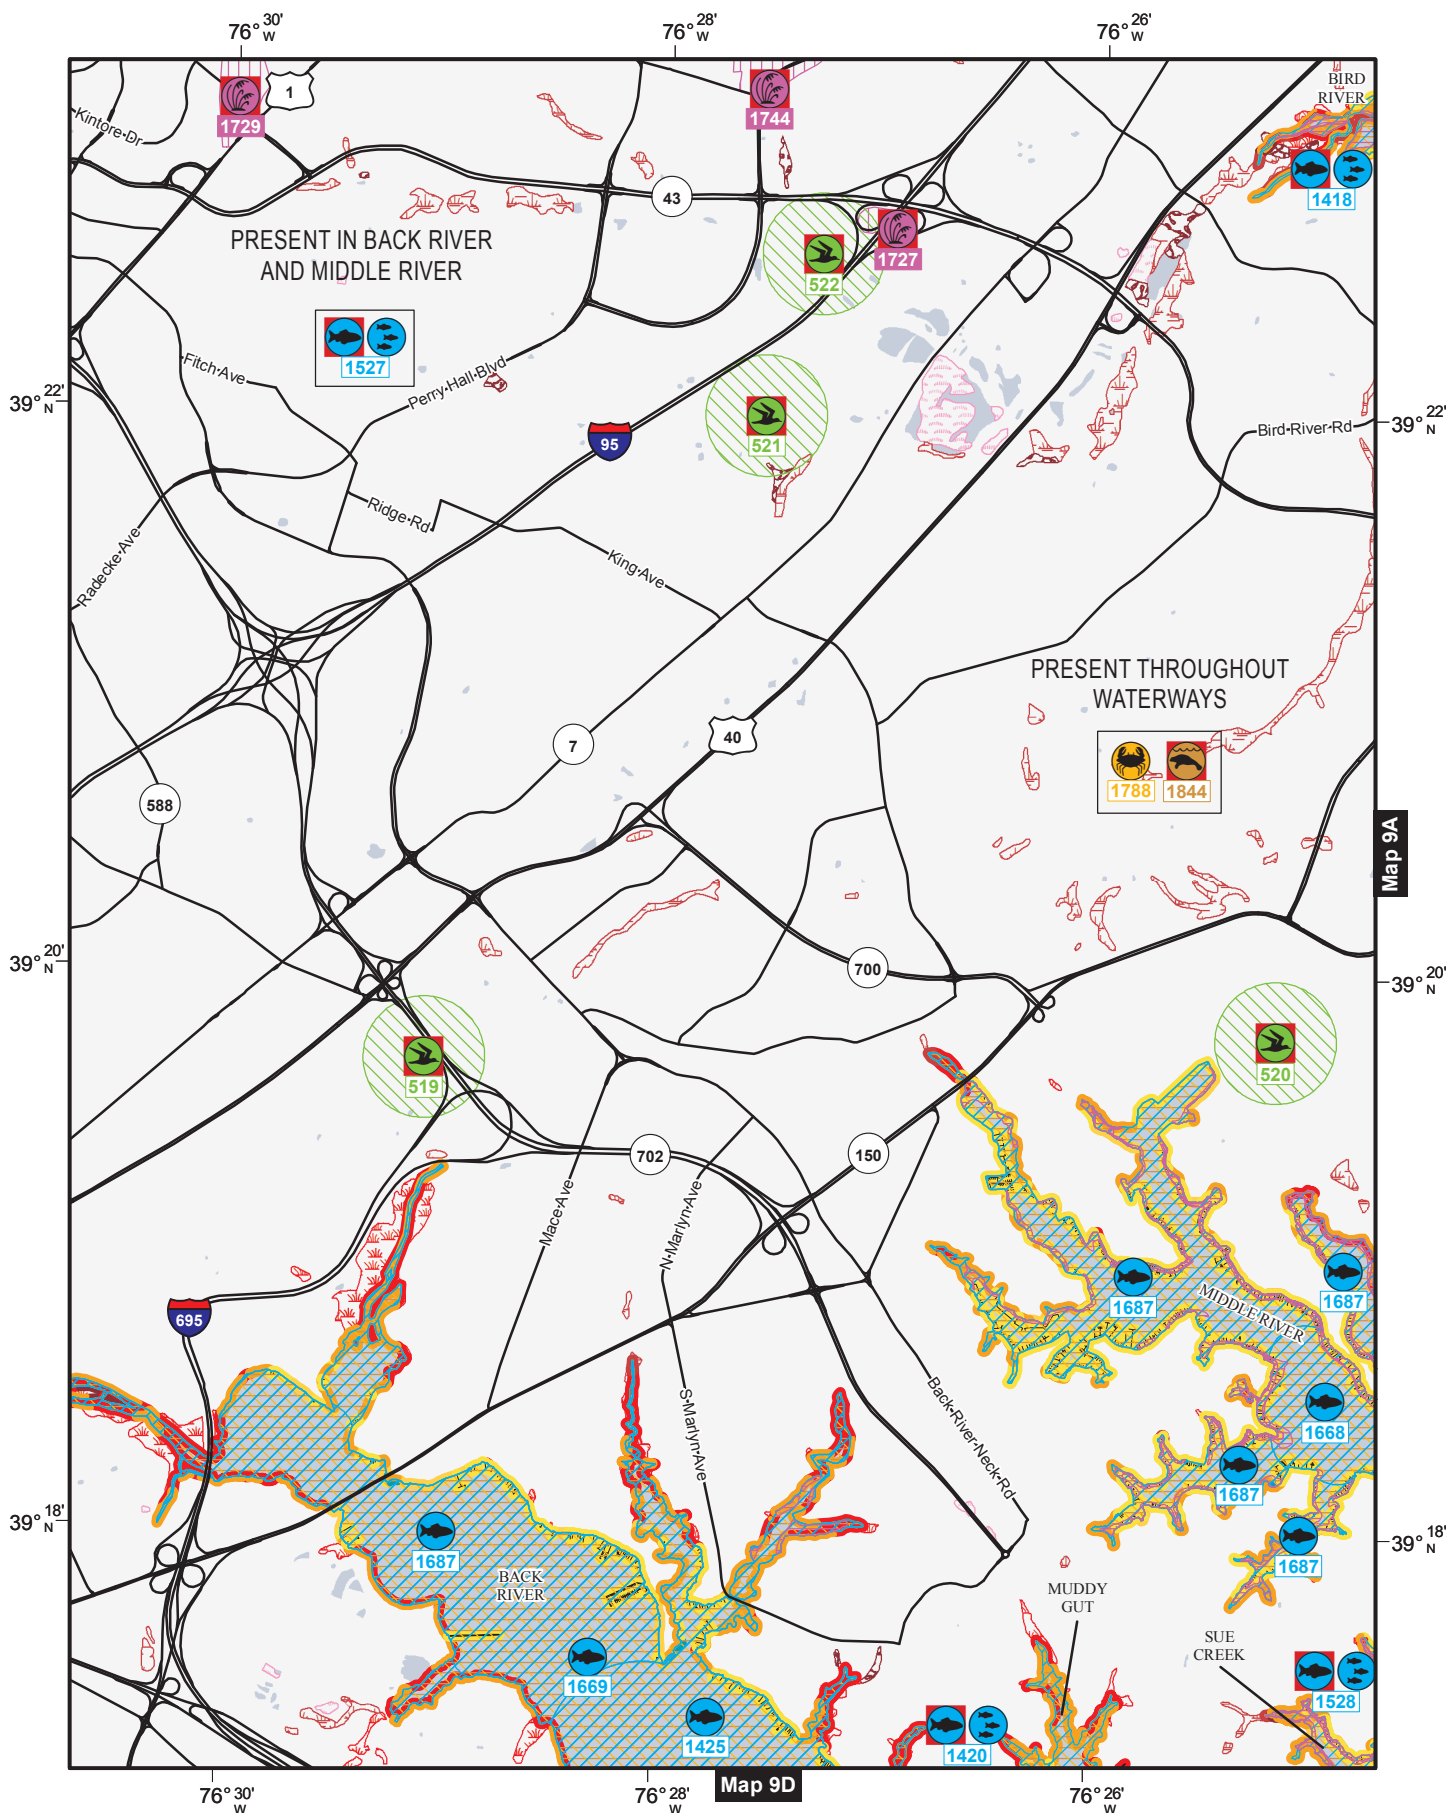 76° 30' W
76° 28' W
76° 26' W
BIRD
RIVER
1
1729
1744
Kintore Dr
1418
43
PRESENT IN BACK RIVER
AND MIDDLE RIVER
1727
522
1527
Fitch Ave
Perry Hall Blvd
39° 22' N
39° 22' N
521
95
Bird River Rd
Ridge Rd
Radecke Ave
King Ave
PRESENT THROUGHOUT
WATERWAYS
7
40
1788
1844
588
Map 9A
39° 20' N
39° 20' N
700
519
520
702
150
Mace Ave
N Marlyn Ave
1687
1687
MIDDLE RIVER
695
S Marlyn Ave
Back River Neck Rd
1668
1687
39° 18' N
39° 18' N
1687
1687
BACK
RIVER
MUDDY
GUT
SUE
CREEK
1669
1528
1425
1420
76° 30' W
76° 28' W
76° 26' W
Map 9D